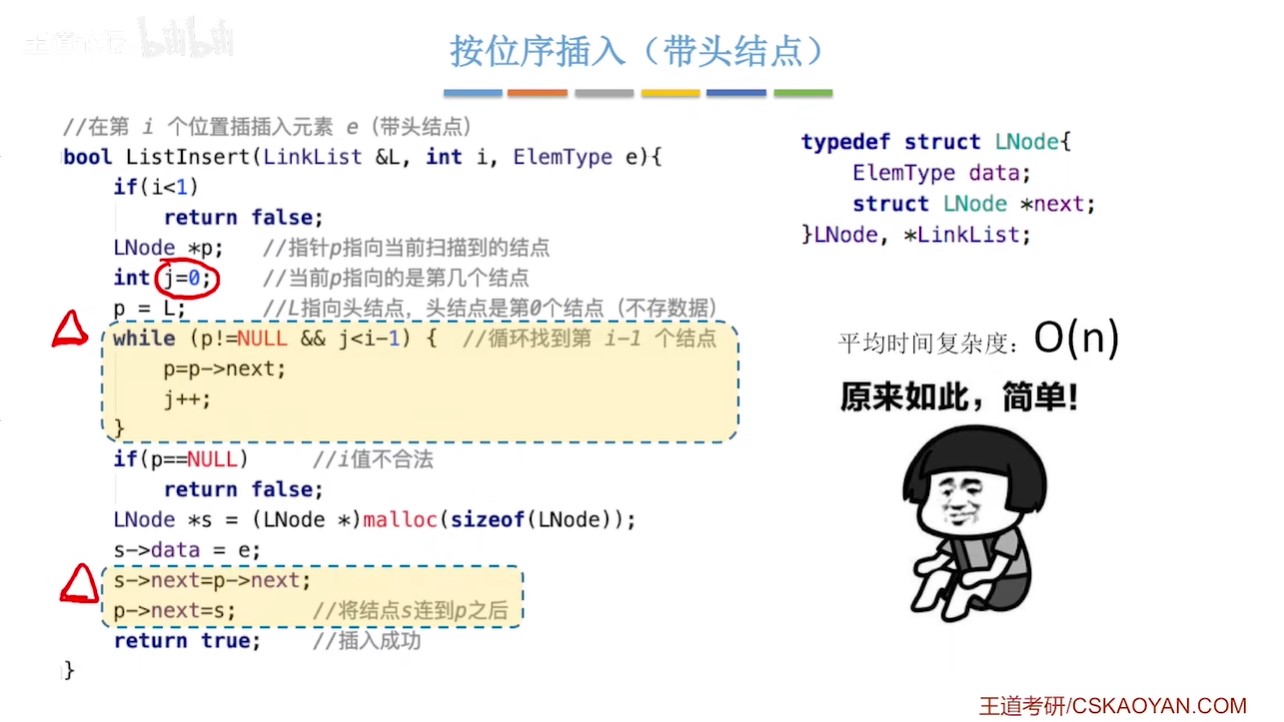 按位序插入（带头结点）
//在第 i 个位置插插入元素 e（带头结点）
bool ListInsert(LinkList &L, int i, ElemType e){
    if(i<1)
        return false;
    LNode *p;   //指针p指向当前扫描到的结点
    int j=0;    //当前p指向的是第几个结点
    p = L;      //L指向头结点，头结点是第0个结点（不存数据）
    while (p!=NULL && j<i-1) {  //循环找到第 i-1 个结点
        p=p->next;
        j++;
    }
    if(p==NULL)     //i值不合法
        return false;
    LNode *s = (LNode *)malloc(sizeof(LNode));
    s->data = e;
    s->next=p->next;
    p->next=s;      //将结点s连到p之后
    return true;    //插入成功
}
typedef struct LNode{
    ElemType data;
    struct LNode *next;
}LNode, *LinkList;
平均时间复杂度：O(n)
原来如此，简单！
王道考研/CSKAOYAN.COM